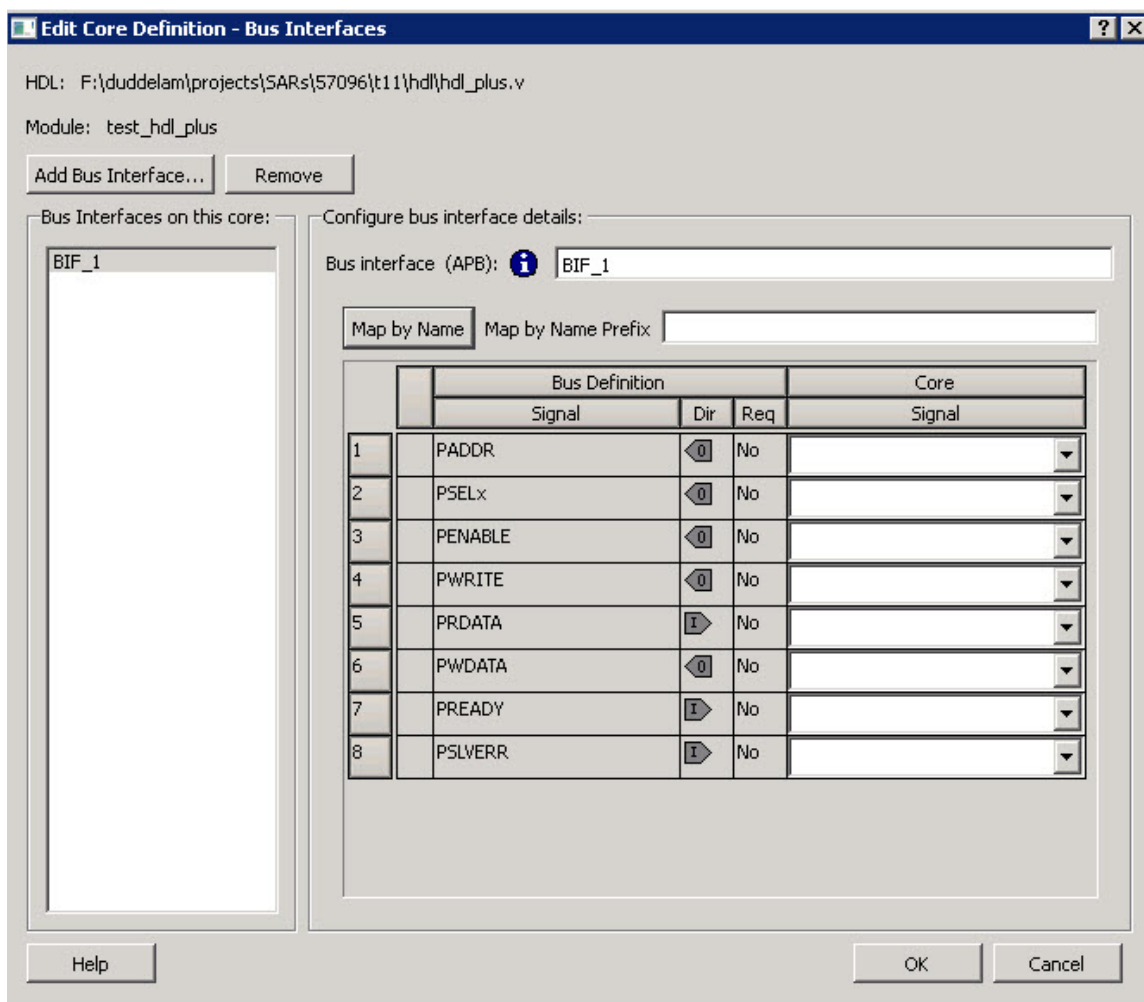 Edit Core Definition - Bus Interfaces
HDL: F:\duddelam\projects\SARs\57096\t11\hdl\hdl_plus.v
Module: test_hdl_plus
Add Bus Interface... Remove
Bus Interfaces on this core:
BIF_1
Configure bus interface details:
Bus interface (APB): BIF_1
Map by Name Map by Name Prefix
Bus Definition Core
Signal Dir Req Signal
1 PADDR O No
2 PSELx O No
3 PENABLE O No
4 PWRITE O No
5 PRDATA I No
6 PWDATA O No
7 PREADY I No
8 PSLVERR I No
Help OK Cancel